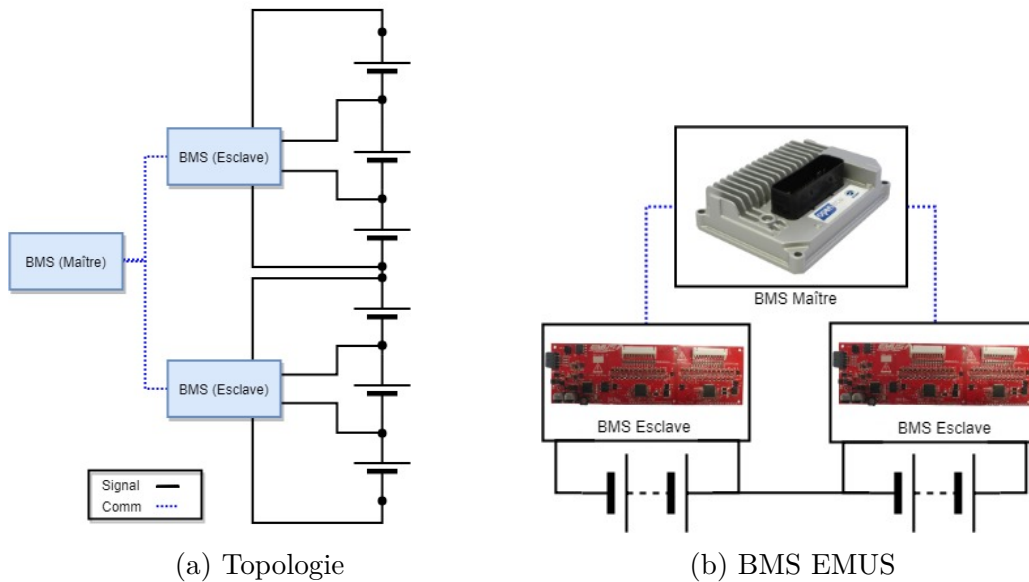 BMS (Esclave)
BMS (Maître)
BMS (Esclave)
Signal
Comm
(a) Topologie
BMS Maître
BMS Esclave
BMS Esclave
(b) BMS EMUS